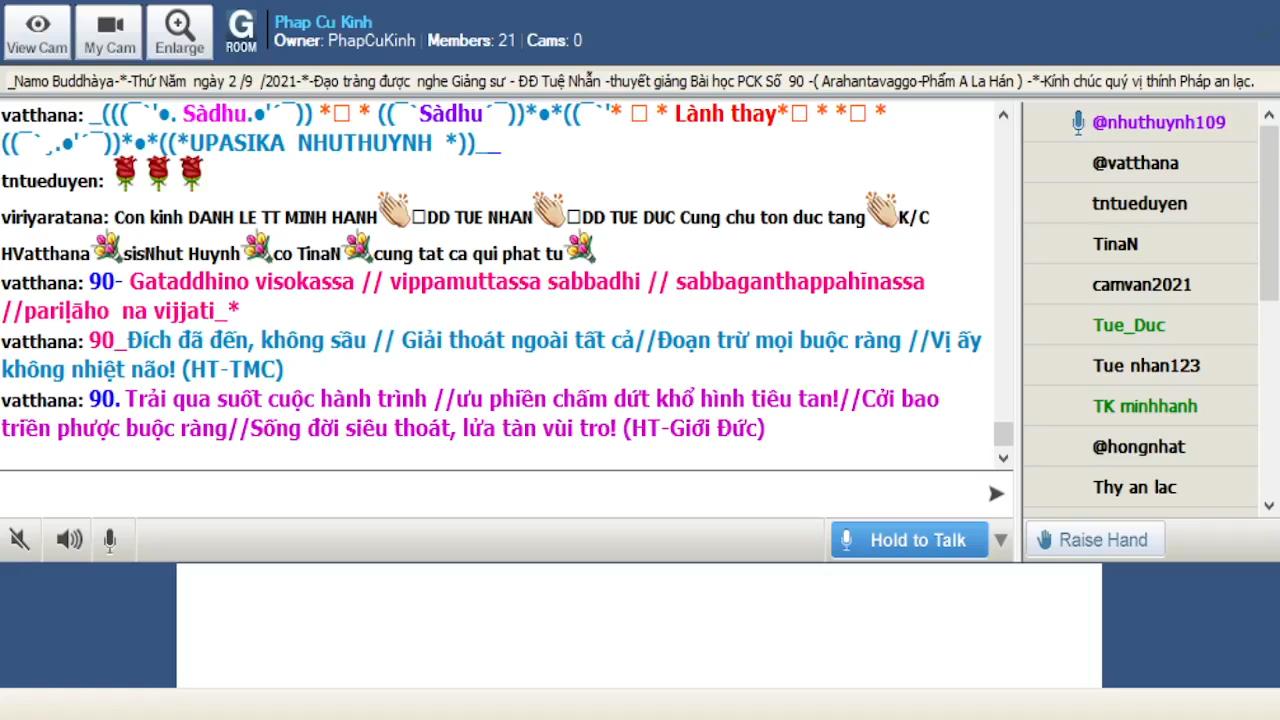 View Cam
My Cam
Enlarge
G
ROOM
Phap Cu Kinh
Owner: PhapCuKinh | Members: 21 | Cams: 0
_Namo Buddhàya-*-Thứ Năm ngày 2 /9 /2021-*-Đạo tràng được nghe Giảng sư - ĐĐ Tuệ Nhẫn -thuyết giảng Bài học PCK Số 90 -( Arahantavaggo-Phẩm A La Hán ) -*-Kính chúc quý vị thính Pháp an lạc.
vatthana: _(((¯`'•. Sàdhu.•'´¯)) *□ * ((¯`Sàdhu´¯))*•*((¯`'* □ * Lành thay*□ * *□ *
((¯`¸.•'´¯))*•*((*UPASIKA NHUTHUYNH *))__
tntueduyen:
viriyaratana: Con kinh DANH LE TT MINH HANH □DD TUE NHAN □DD TUE DUC Cung chu ton duc tang K/C
HVatthana sisNhut Huynh co TinaN cung tat ca qui phat tu
vatthana: 90- Gataddhino visokassa // vippamuttassa sabbadhi // sabbaganthappahīnassa
//pariḷāho na vijjati_*
vatthana: 90_Đích đã đến, không sầu // Giải thoát ngoài tất cả//Đoạn trừ mọi buộc ràng //Vị ấy
không nhiệt não! (HT-TMC)
vatthana: 90. Trải qua suốt cuộc hành trình //ưu phiền chấm dứt khổ hình tiêu tan!//Cởi bao
triền phược buộc ràng//Sống đời siêu thoát, lửa tàn vùi tro! (HT-Giới Đức)
@nhuthuynh109
@vatthana
tntueduyen
TinaN
camvan2021
Tue_Duc
Tue nhan123
TK minhhanh
@hongnhat
Thy an lac
Hold to Talk
Raise Hand